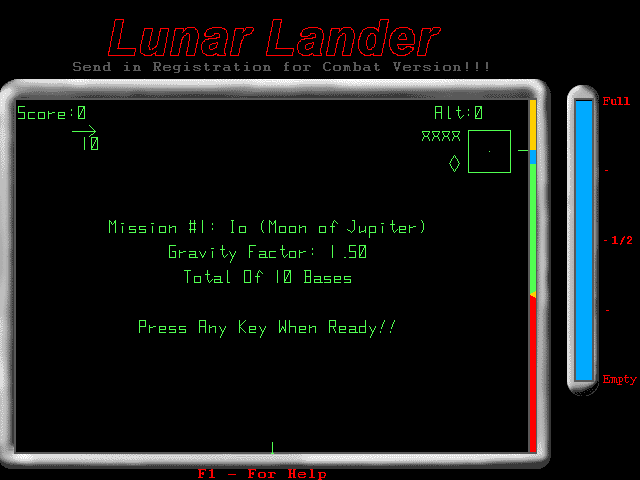 Lunar Lander
Send in Registration for Combat Version!!!
Score:0
Alt:0
10
Full
-1/2
Empty
Mission #1: Io (Moon of Jupiter)
Gravity Factor: 1.50
Total Of 10 Bases
Press Any Key When Ready!!
F1 - For Help